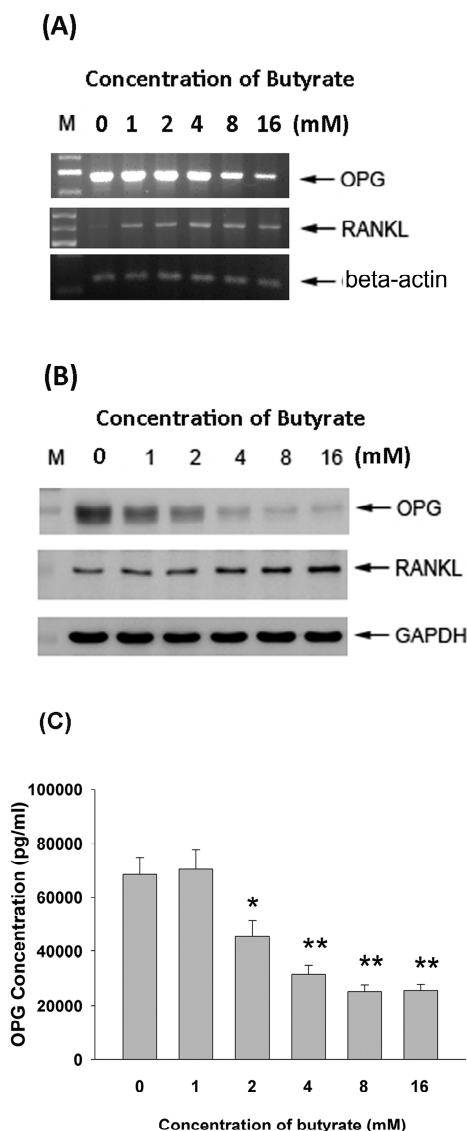 (A)
Concentration of Butyrate
M 0 1 2 4 8 16 (mM)
OPG
RANKL
beta-actin
(B)
Concentration of Butyrate
M 0 1 2 4 8 16 (mM)
OPG
RANKL
GAPDH
(C)
100000
80000
60000
40000
20000
0
OPG Concentration (pg/ml)
* ** ** **
0 1 2 4 8 16
Concentration of butyrate (mM)